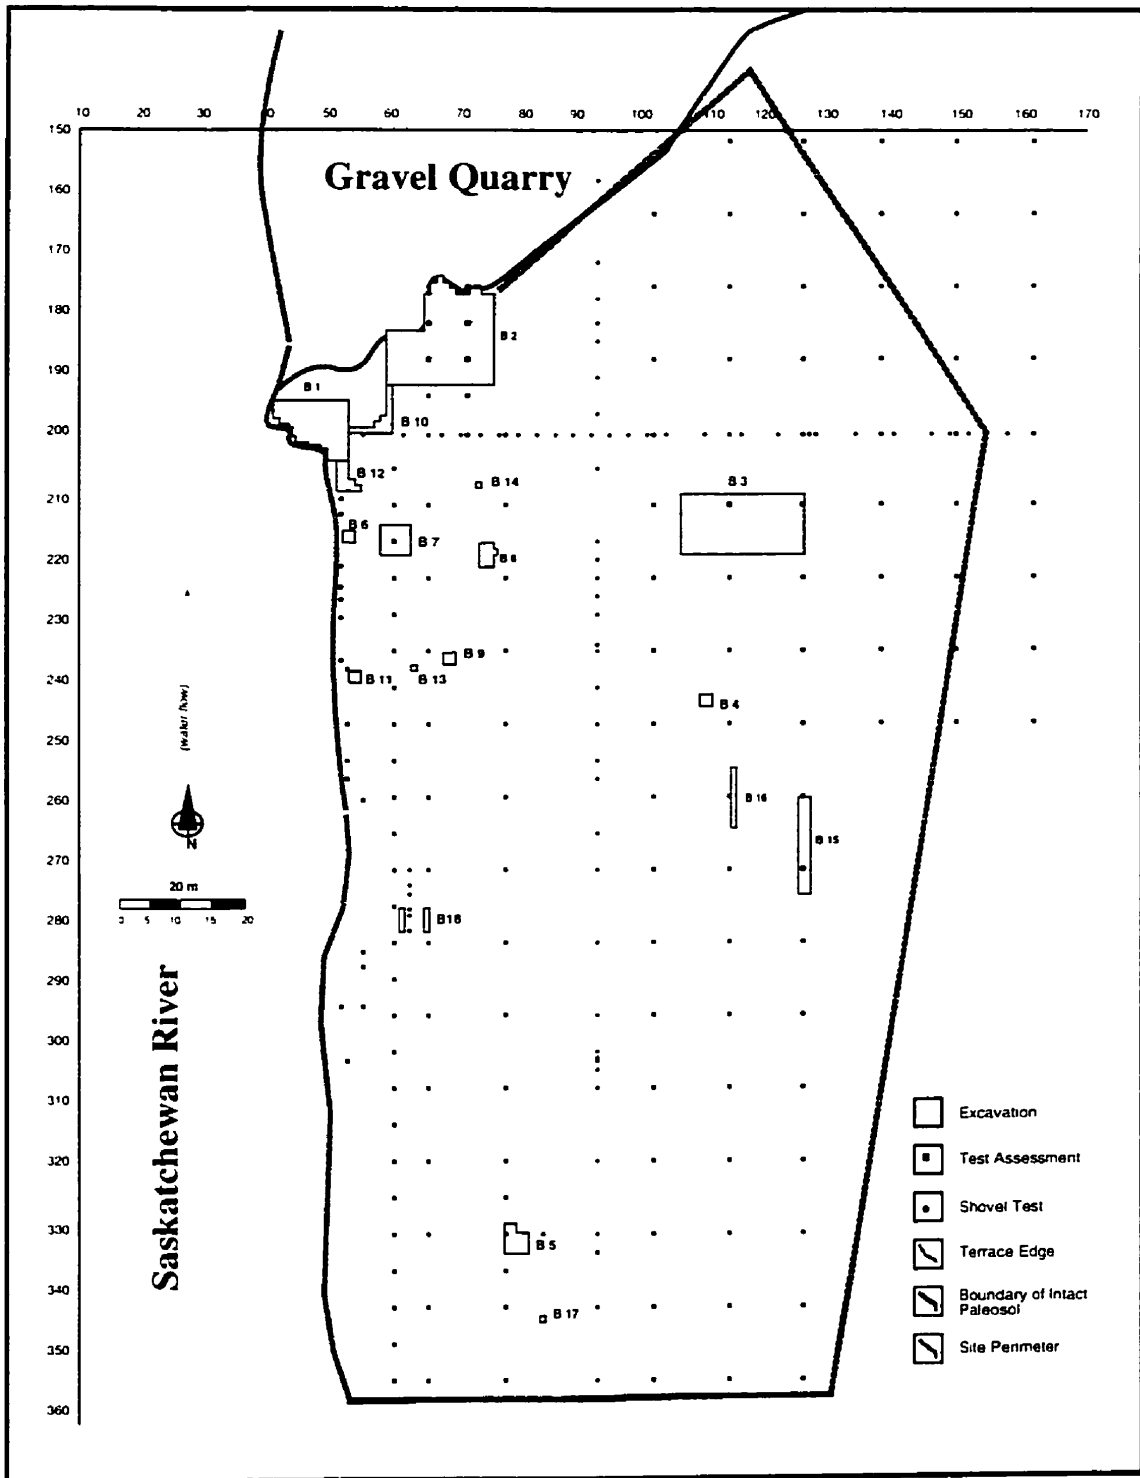 10 20 30 40 50 60 70 80 90 100 110 120 130 140 150 160 170
150
Gravel Quarry
160
170
180
B 2
190
B 1
B 10
200
B 12
B 14
B 3
210
B 6
B 7
220
B 8
230
B 9
B 11
B 13
240
B 4
(water flow)
250
B 16
260
B 15
N
270
20 m
0 5 10 15 20
280
B18
290
Saskatchewan River
300
310
Excavation
320
Test Assessment
Shovel Test
330
B 5
Terrace Edge
340
B 17
Boundary of Intact
Paleosol
350
Site Perimeter
360